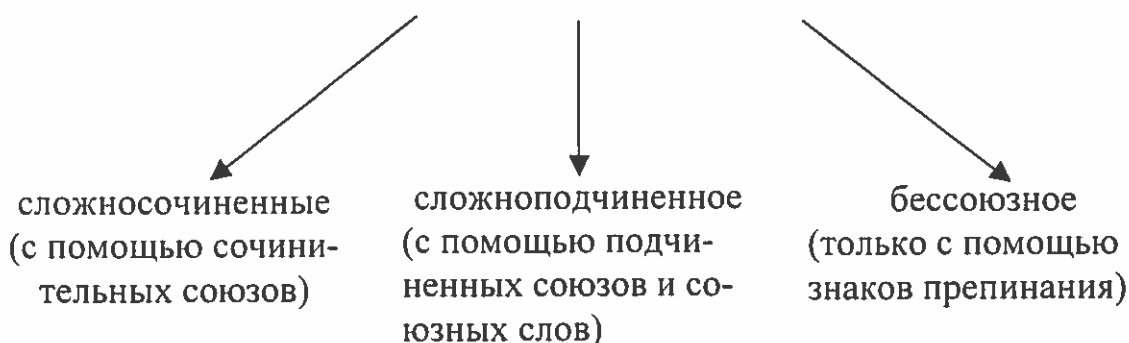 сложносочиненные
(с помощью сочини-
тельных союзов)
сложноподчиненное
(с помощью подчи-
ненных союзов и со-
юзных слов)
бессоюзное
(только с помощью
знаков препинания)